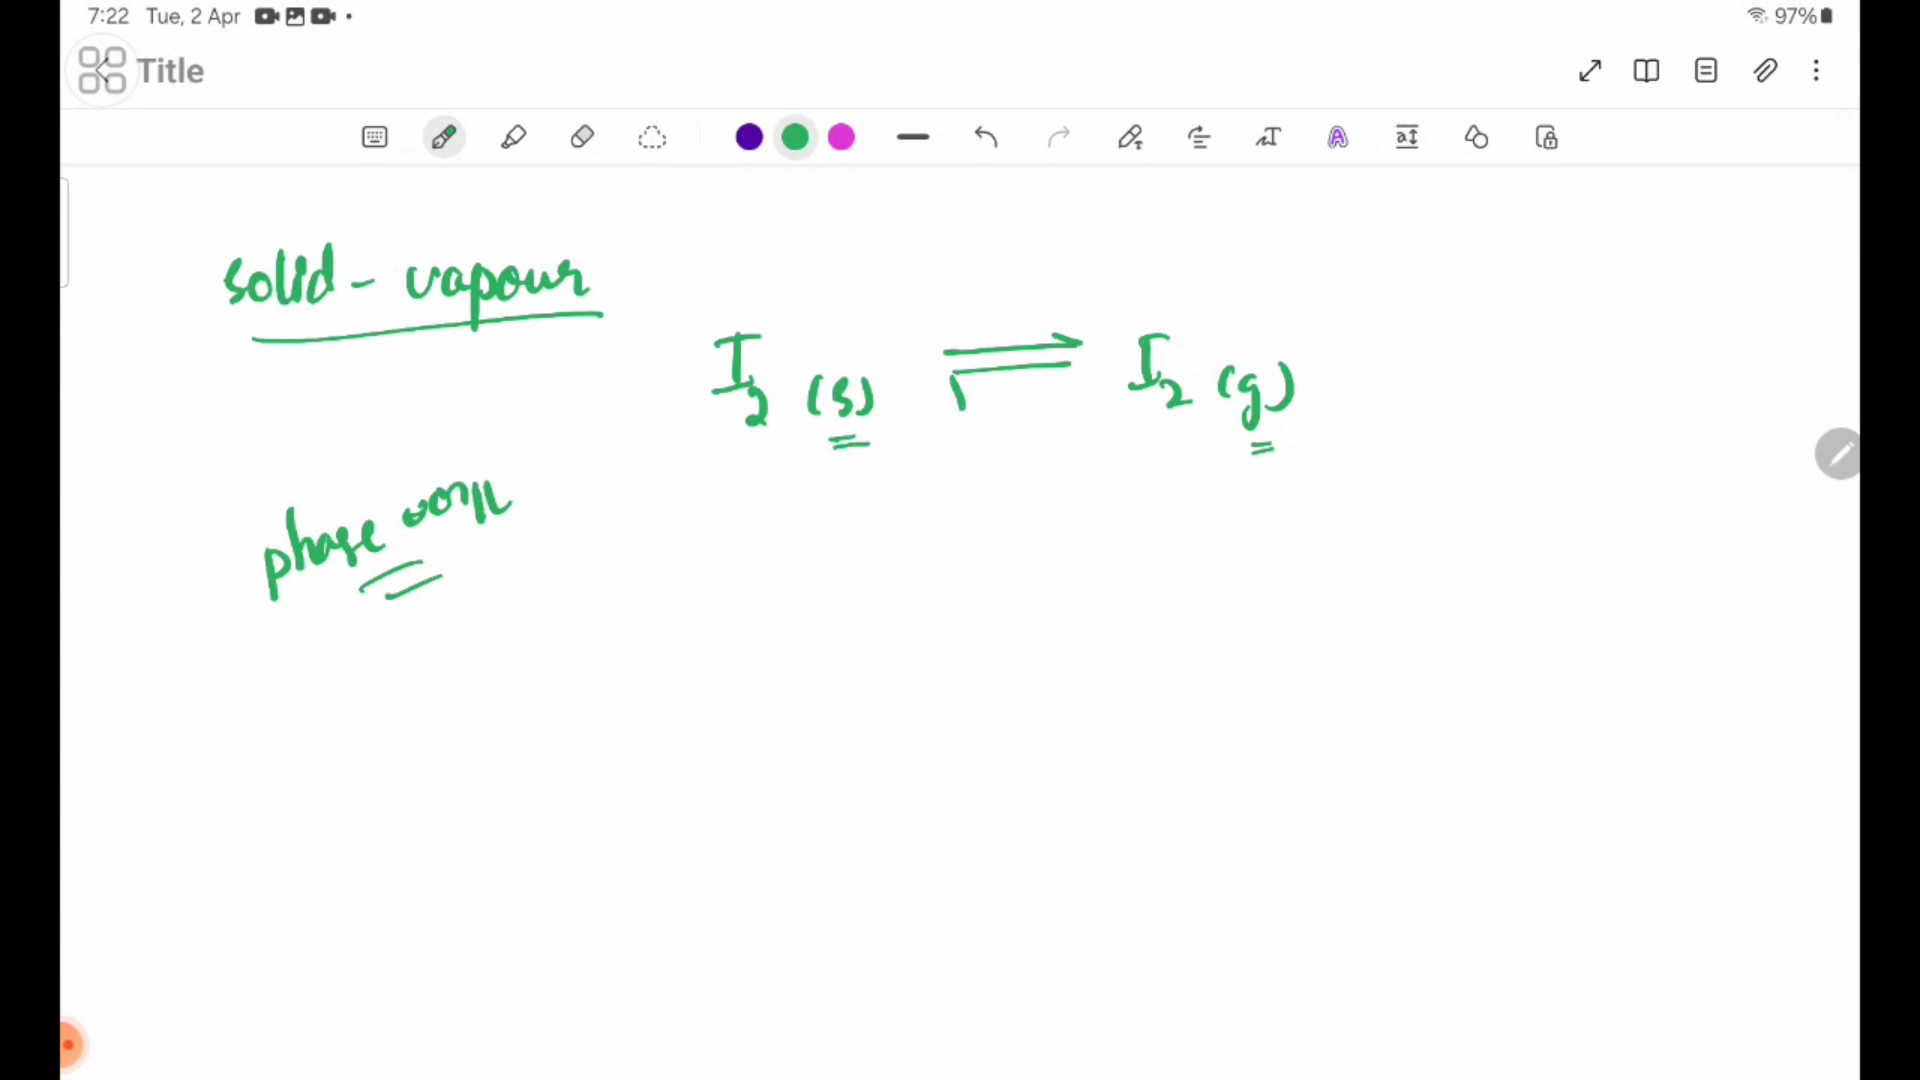 7:22 Tue, 2 Apr
97%
Title
solid - vapour
I₂ (s) ⇌ I₂ (g)
phase